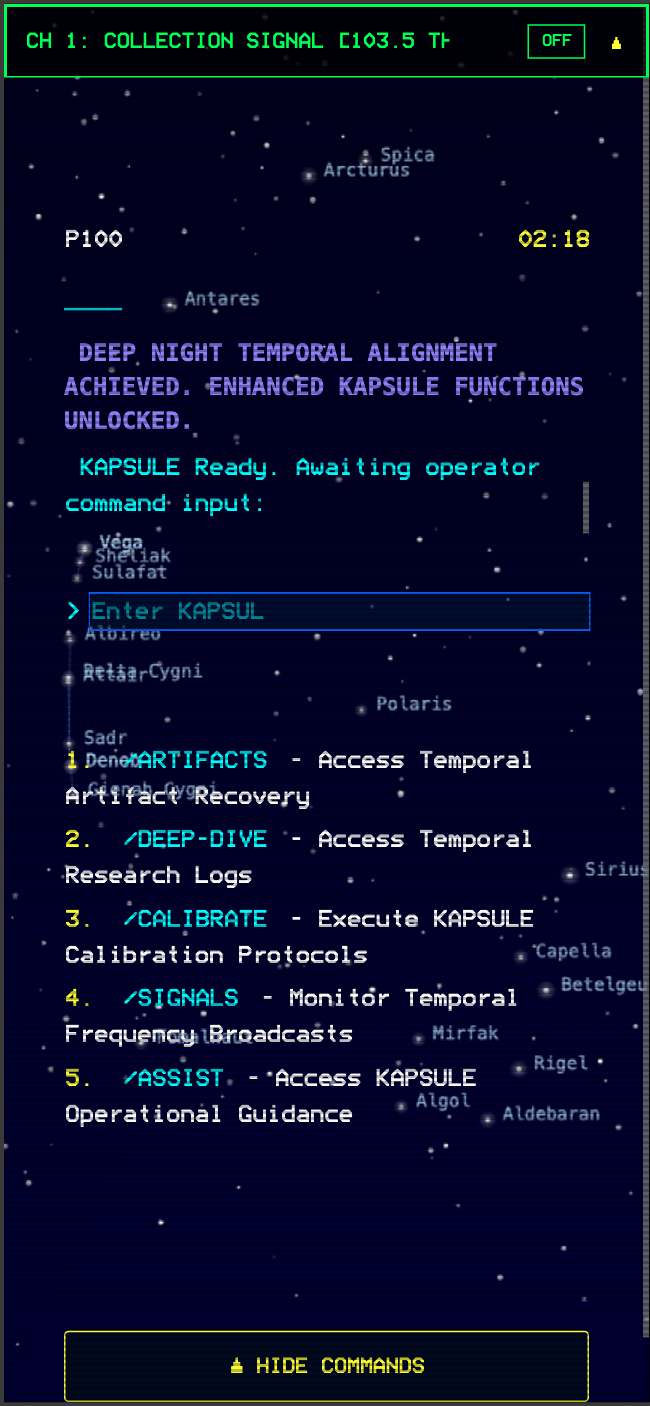 CH 1: COLLECTION SIGNAL [103.5 TH
OFF
Spica
Arcturus
P100
02:18
Antares
DEEP NIGHT TEMPORAL ALIGNMENT
ACHIEVED. ENHANCED KAPSULE FUNCTIONS
UNLOCKED.
KAPSULE Ready. Awaiting operator
command input:
Vega
Sheliak
Sulafat
> Enter KAPSUL
Albireo
Delta Cygni
Altair
Polaris
Sadr
1. /ARTIFACTS - Access Temporal
Deneb
Gienah Cygni
Artifact Recovery
2. /DEEP-DIVE - Access Temporal
Research Logs
Sirius
3. /CALIBRATE - Execute KAPSULE
Calibration Protocols
Capella
Betelgeu
4. /SIGNALS - Monitor Temporal
Frequency Broadcasts
Fomalhaut
Mirfak
Rigel
5. /ASSIST - Access KAPSULE
Operational Guidance
Algol
Aldebaran
HIDE COMMANDS